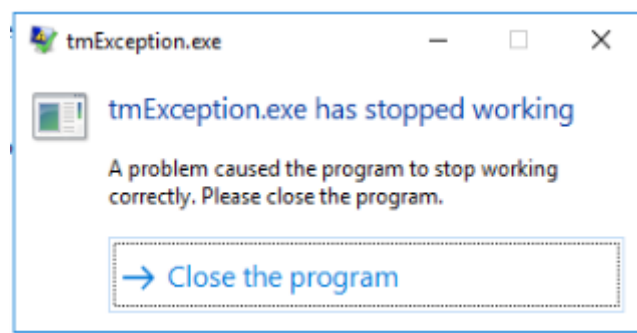 tmException.exe
tmException.exe has stopped working
A problem caused the program to stop working
correctly. Please close the program.
Close the program